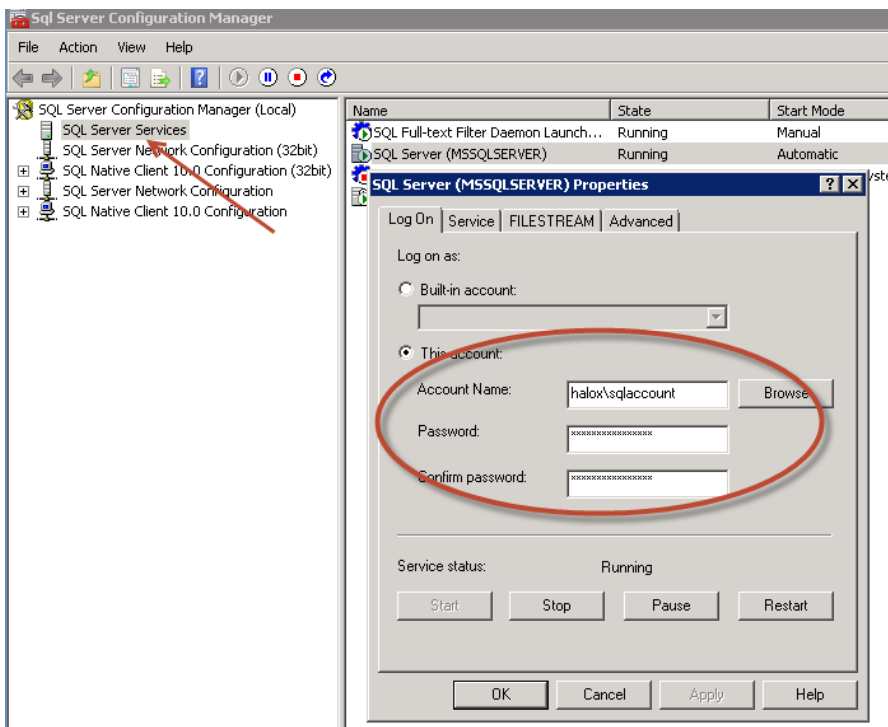 Sql Server Configuration Manager
File Action View Help
SQL Server Configuration Manager (Local)
SQL Server Services
SQL Server Network Configuration (32bit)
SQL Native Client 10.0 Configuration (32bit)
SQL Server Network Configuration
SQL Native Client 10.0 Configuration
Name State Start Mode
SQL Full-text Filter Daemon Launch... Running Manual
SQL Server (MSSQLSERVER) Running Automatic
SQL Server (MSSQLSERVER) Properties
Log On Service FILESTREAM Advanced
Log on as:
Built-in account:
This account:
Account Name: halox\sqlaccount Browse
Password: ****************
Confirm password: ****************
Service status: Running
Start Stop Pause Restart
OK Cancel Apply Help